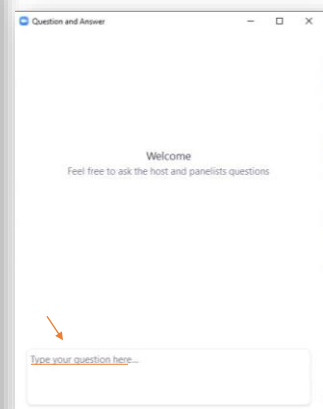 Question and Answer
Welcome
Feel free to ask the host and panelists questions
Type your question here...